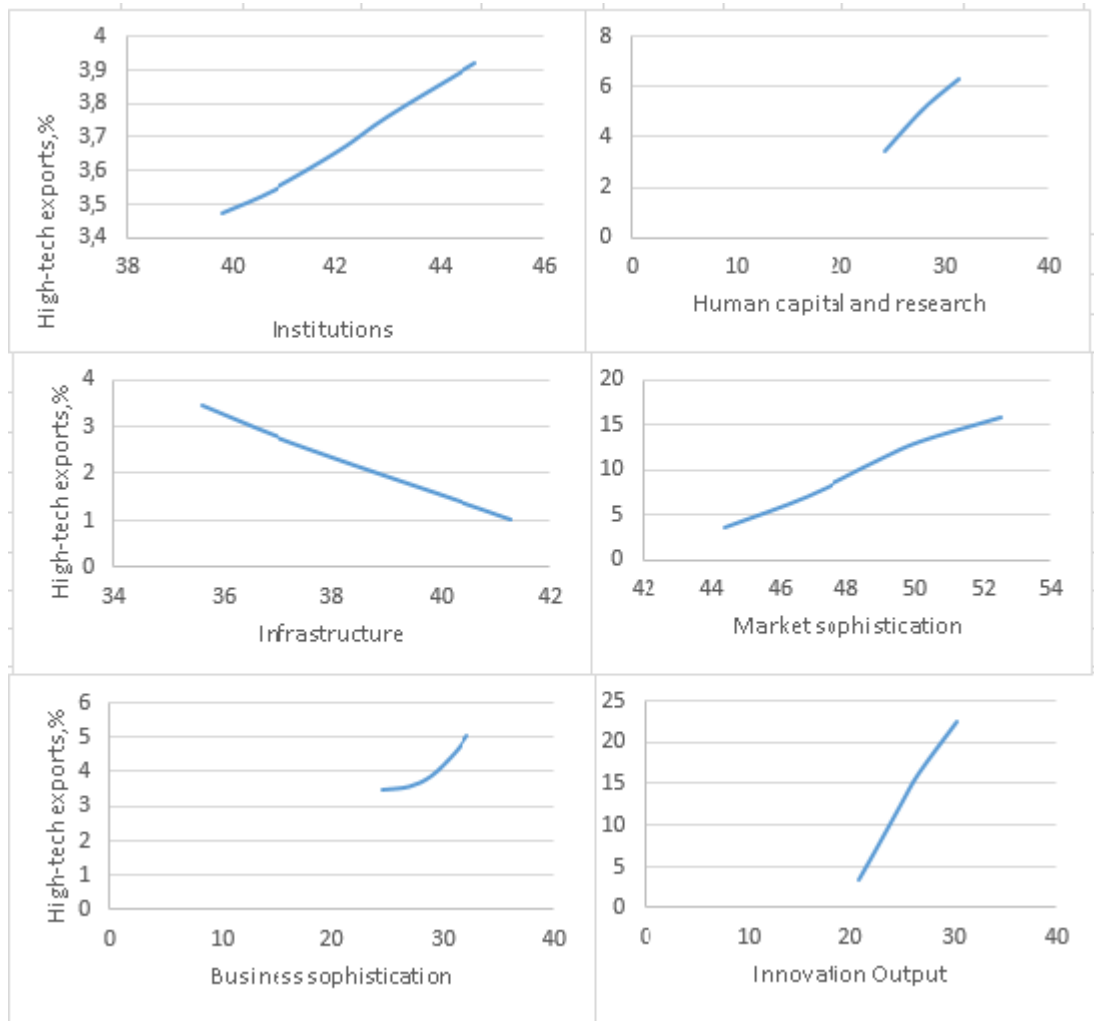 High-tech exports,%
4
3,9
3,8
3,7
3,6
3,5
3,4
38 40 42 44 46
Institutions
8
6
4
2
0
0 10 20 30 40
Human capital and research
High-tech exports,%
4
3
2
1
0
34 36 38 40 42
Infrastructure
20
15
10
5
0
42 44 46 48 50 52 54
Market sophistication
High-tech exports,%
6
5
4
3
2
1
0
0 10 20 30 40
Business sophistication
25
20
15
10
5
0
0 10 20 30 40
Innovation Output